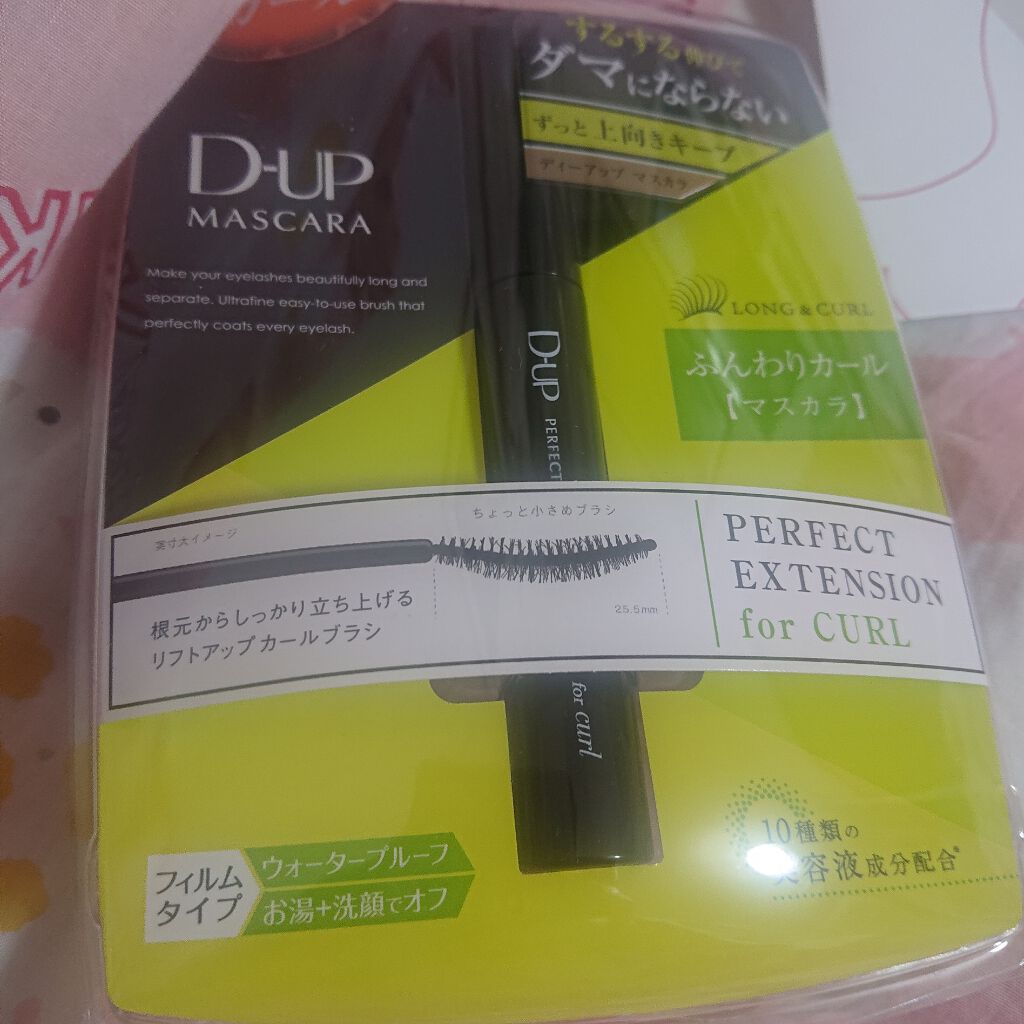 するする伸びて
ダマにならない
ずっと上向きキープ
ディーアップ マスカラ
D-UP
MASCARA
Make your eyelashes beautifully long and
separate. Ultrafine easy-to-use brush that
perfectly coats every eyelash.
LONG & CURL
ふんわりカール
【マスカラ】
D-UP PERFECT
実寸大イメージ
ちょっと小さめブラシ
25.5mm
根元からしっかり立ち上げる
リフトアップカールブラシ
PERFECT
EXTENSION
for CURL
for curl
フィルム
タイプ
ウォータープルーフ
お湯+洗顔でオフ
10種類の
美容液成分配合*